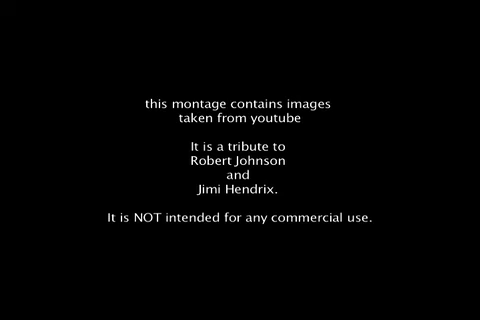 this montage contains images
taken from youtube
It is a tribute to
Robert Johnson
and
Jimi Hendrix.
It is NOT intended for any commercial use.